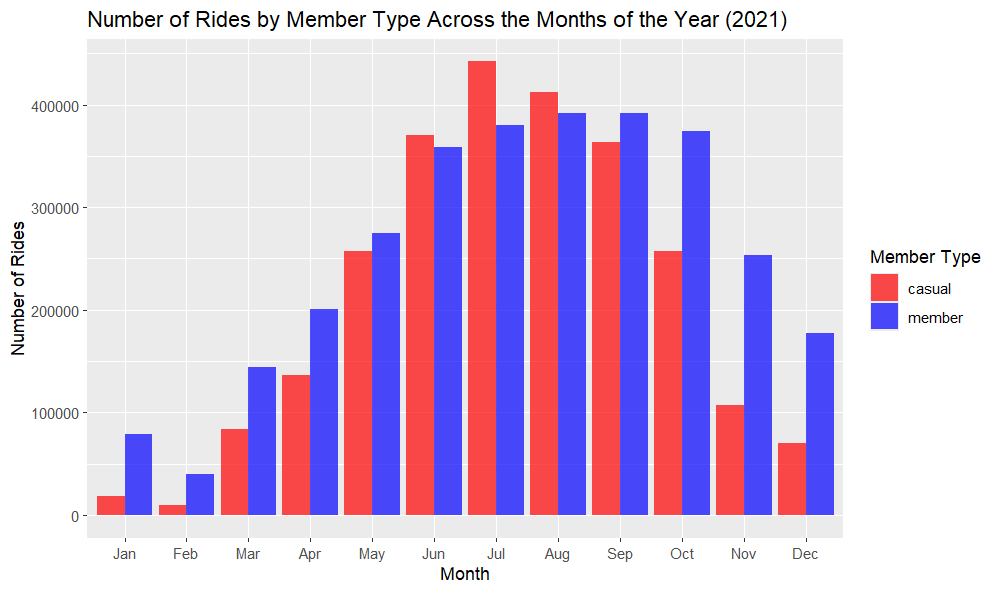 Number of Rides by Member Type Across the Months of the Year (2021)
Number of Rides
400000
300000
200000
100000
0
Jan Feb Mar Apr May Jun Jul Aug Sep Oct Nov Dec
Month
Member Type
casual
member